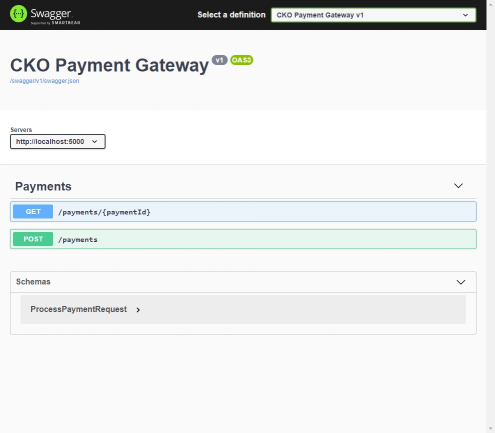 Swagger
Supported by SMARTBEAR
Select a definition
CKO Payment Gateway v1
CKO Payment Gateway v1 OAS3
/swagger/v1/swagger.json
Servers
http://localhost:5000
Payments
GET /payments/{paymentId}
POST /payments
Schemas
ProcessPaymentRequest